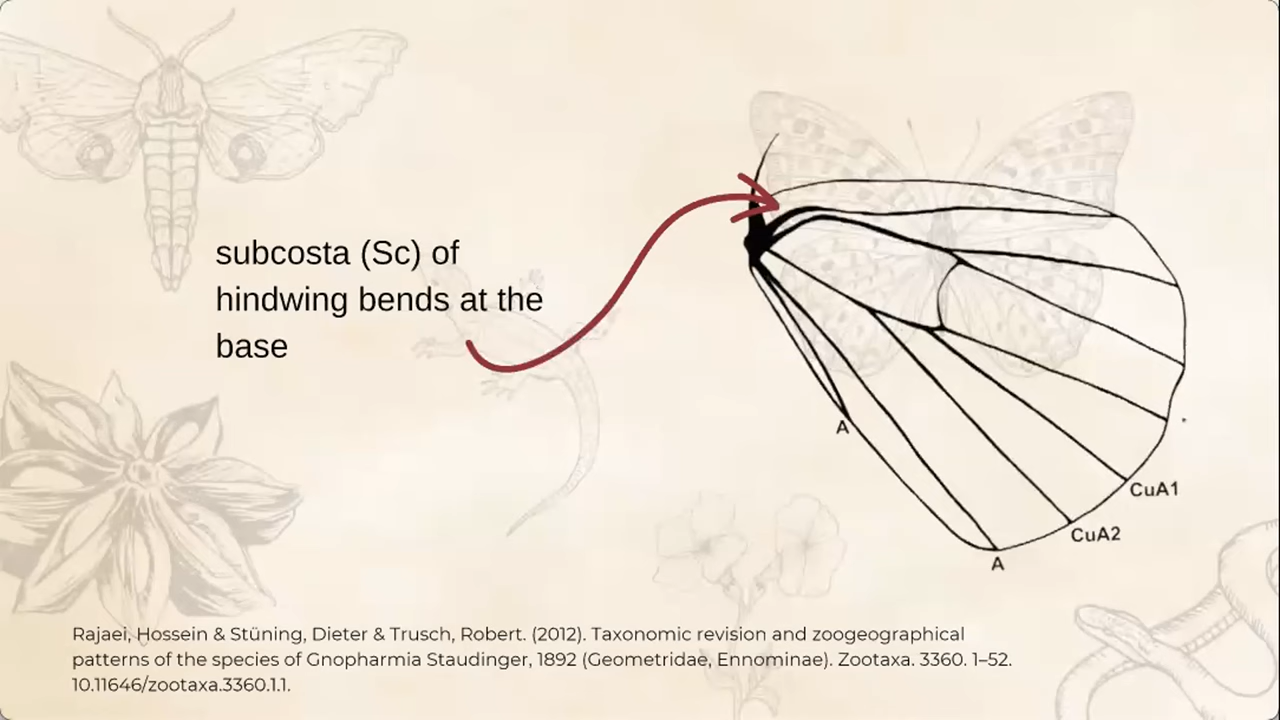 subcosta (Sc) of
hindwing bends at the
base
A
CuA1
CuA2
A
Rajaei, Hossein & Stüning, Dieter & Trusch, Robert. (2012). Taxonomic revision and zoogeographical
patterns of the species of Gnopharmia Staudinger, 1892 (Geometridae, Ennominae). Zootaxa. 3360. 1–52.
10.11646/zootaxa.3360.1.1.